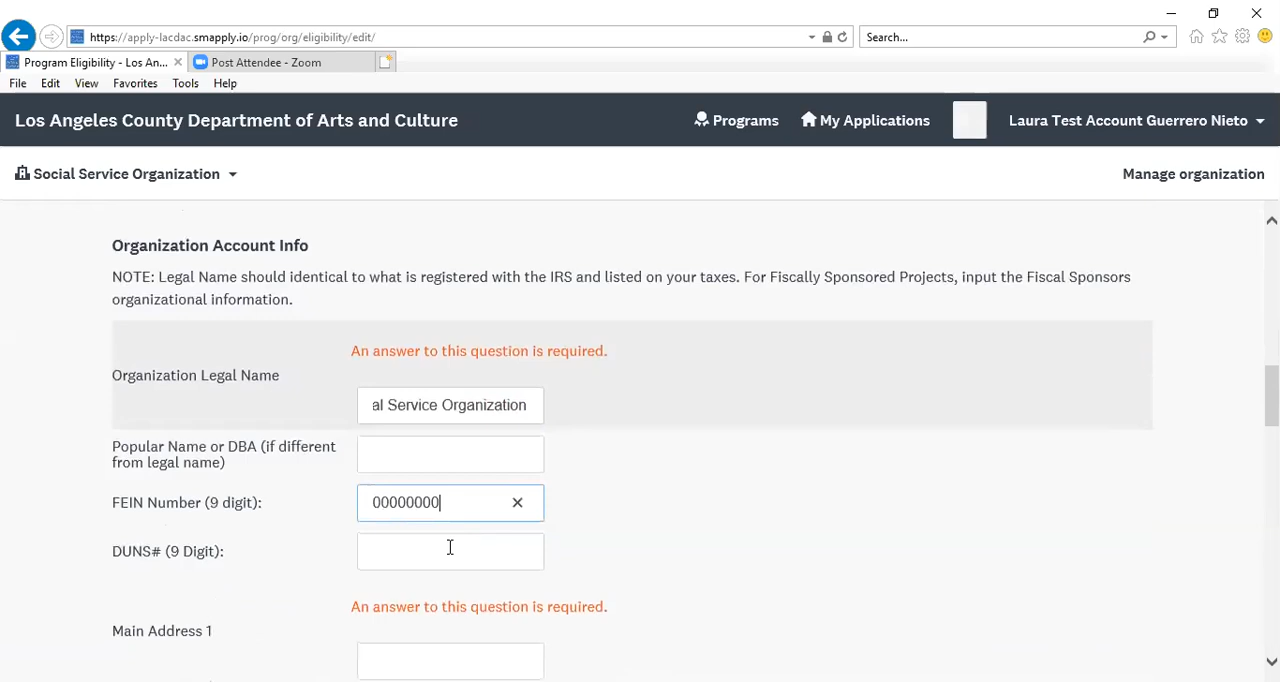 https://apply-lacdac.smapply.io/prog/org/eligibility/edit/
Search...
Program Eligibility - Los An...
Post Attendee - Zoom
File Edit View Favorites Tools Help
Los Angeles County Department of Arts and Culture
Programs
My Applications
Laura Test Account Guerrero Nieto
Social Service Organization
Manage organization
Organization Account Info
NOTE: Legal Name should identical to what is registered with the IRS and listed on your taxes. For Fiscally Sponsored Projects, input the Fiscal Sponsors
organizational information.
An answer to this question is required.
Organization Legal Name
al Service Organization
Popular Name or DBA (if different
from legal name)
FEIN Number (9 digit):
00000000
DUNS# (9 Digit):
An answer to this question is required.
Main Address 1